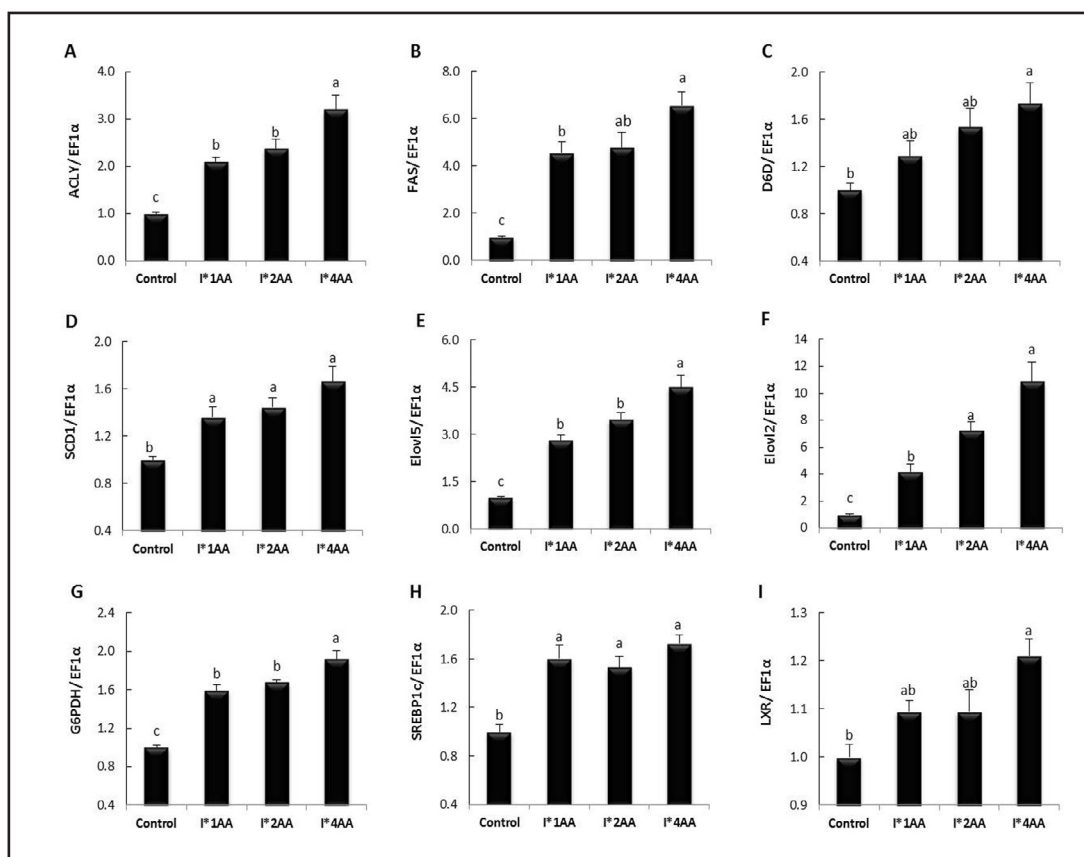 A
ACLY/ EF1α
4.0
3.0
2.0
1.0
0.0
c
b
b
a
Control
I*1AA
I*2AA
I*4AA
B
FAS/ EF1α
8.0
6.0
4.0
2.0
0.0
c
b
ab
a
Control
I*1AA
I*2AA
I*4AA
C
D6D/ EF1α
2.0
1.6
1.2
0.8
0.4
b
ab
ab
a
Control
I*1AA
I*2AA
I*4AA
D
SCD1/ EF1α
2.0
1.6
1.2
0.8
0.4
b
a
a
a
Control
I*1AA
I*2AA
I*4AA
E
Elovl5/ EF1α
6.0
4.5
3.0
1.5
0.0
c
b
b
a
Control
I*1AA
I*2AA
I*4AA
F
Elovl2/ EF1α
14
12
10
8
6
4
2
0
c
b
a
a
Control
I*1AA
I*2AA
I*4AA
G
G6PDH/ EF1α
2.4
2.0
1.6
1.2
0.8
0.4
c
b
b
a
Control
I*1AA
I*2AA
I*4AA
H
SREBP1c/ EF1α
2.0
1.6
1.2
0.8
0.4
b
a
a
a
Control
I*1AA
I*2AA
I*4AA
I
LXR/ EF1α
1.3
1.2
1.1
1.0
0.9
b
ab
ab
a
Control
I*1AA
I*2AA
I*4AA